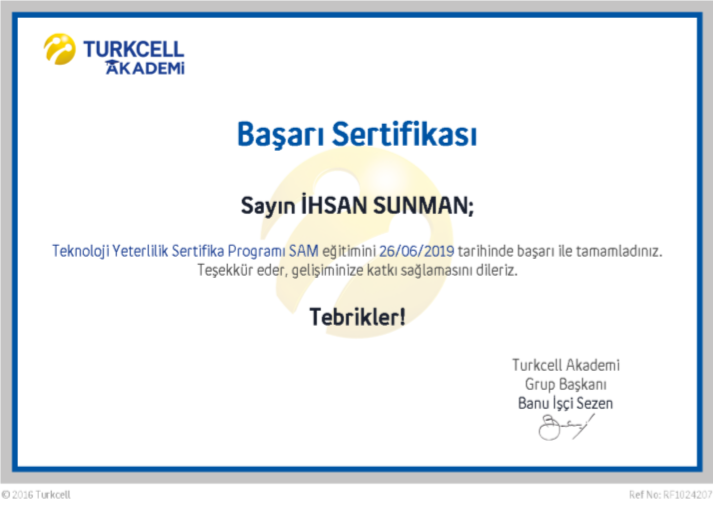 TURKCELL
AKADEMİ
Başarı Sertifikası
Sayın İHSAN SUNMAN;
Teknoloji Yeterlilik Sertifika Programı SAM eğitimini 26/06/2019 tarihinde başarı ile tamamladınız.
Teşekkür eder, gelişiminize katkı sağlamasını dileriz.
Tebrikler!
Turkcell Akademi
Grup Başkanı
Banu İşçi Sezen
© 2016 Turkcell
Ref No: RF1024207